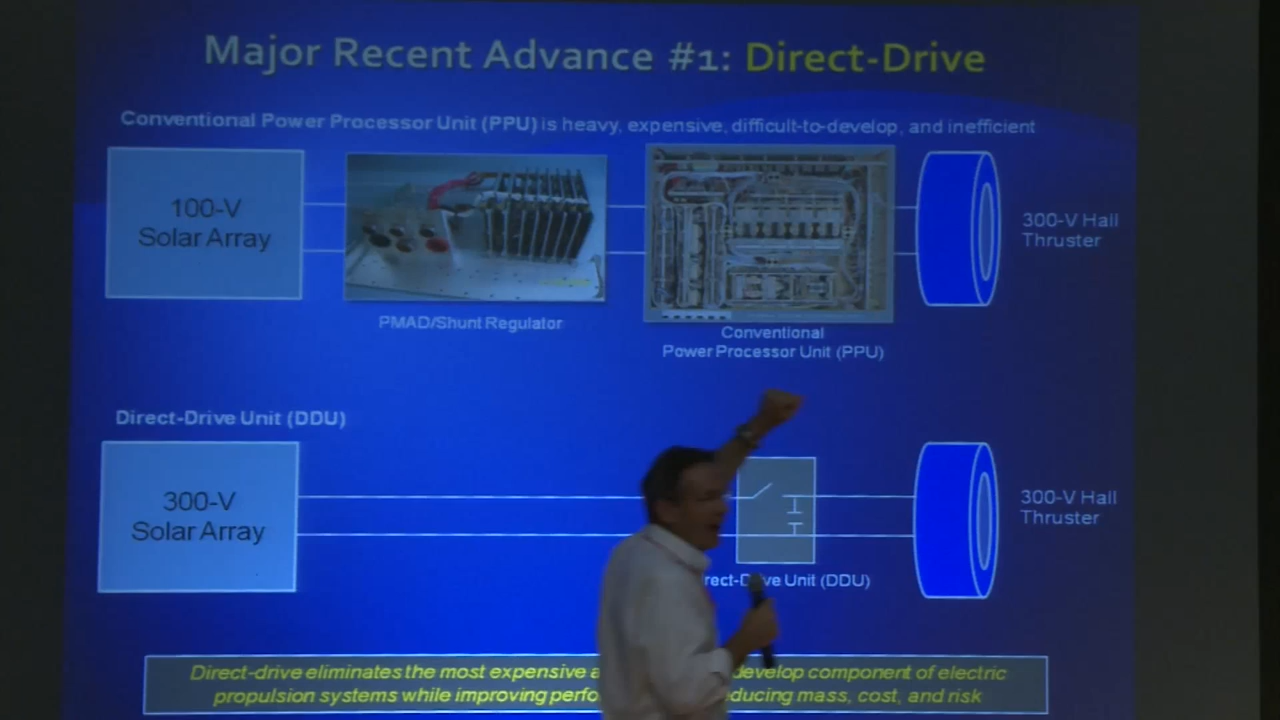 Major Recent Advance #1: Direct-Drive
Conventional Power Processor Unit (PPU) is heavy, expensive, difficult-to-develop, and inefficient
100-V
Solar Array
300-V Hall
Thruster
PMAD/Shunt Regulator
Conventional
Power Processor Unit (PPU)
Direct-Drive Unit (DDU)
300-V
Solar Array
300-V Hall
Thruster
Unit (DDU)
Direct-drive eliminates the most expensive develop component of electric
propulsion systems while improving mass, cost, and risk